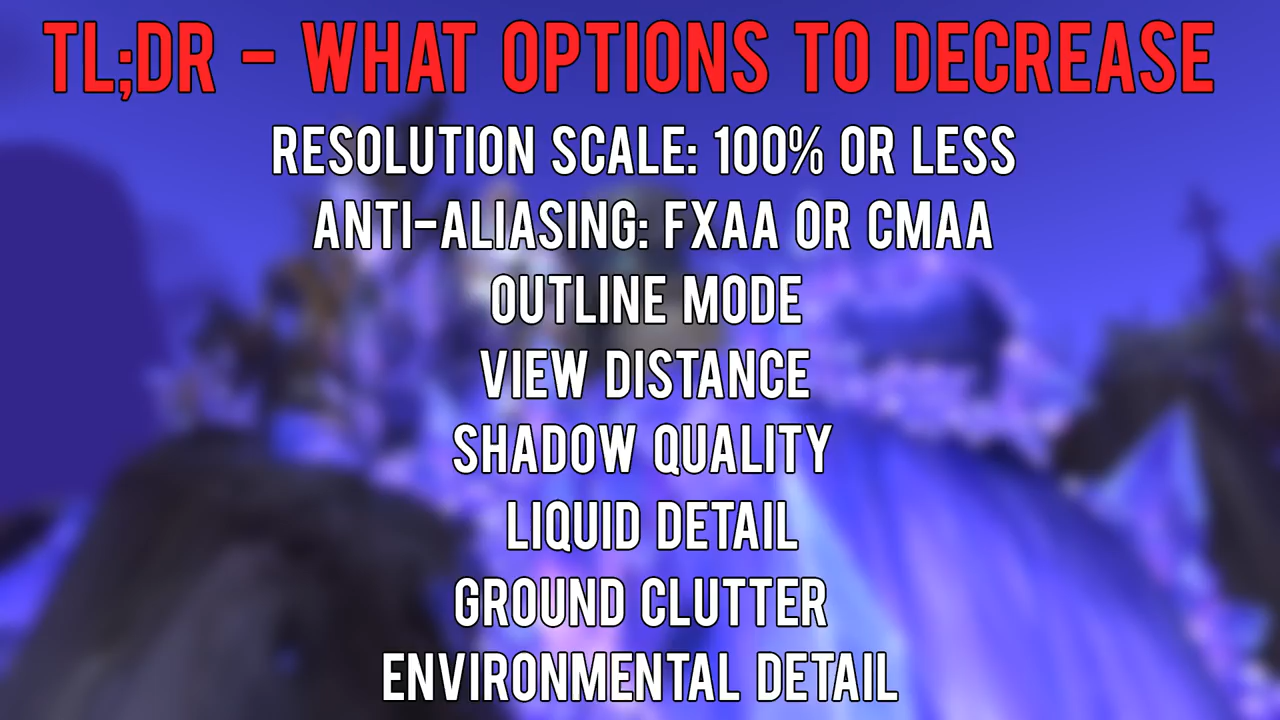 TL;DR - WHAT OPTIONS TO DECREASE
RESOLUTION SCALE: 100% OR LESS
ANTI-ALIASING: FXAA OR CMAA
OUTLINE MODE
VIEW DISTANCE
SHADOW QUALITY
LIQUID DETAIL
GROUND CLUTTER
ENVIRONMENTAL DETAIL